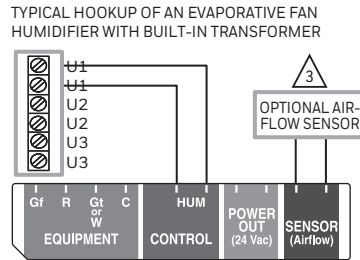 TYPICAL HOOKUP OF AN EVAPORATIVE FAN
HUMIDIFIER WITH BUILT-IN TRANSFORMER
U1
U1
U2
U2
U3
U3
3
OPTIONAL AIR-
FLOW SENSOR
Gf R Gt or W C
EQUIPMENT
HUM
CONTROL
POWER
OUT
(24 Vac)
SENSOR
(Airflow)